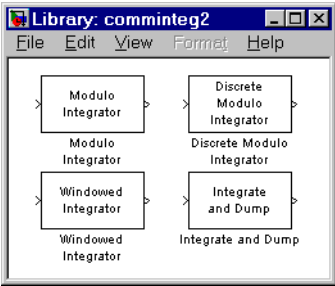 Library: comminteg2
File Edit View Format Help
Modulo Integrator
Discrete Modulo Integrator
Modulo Integrator
Discrete Modulo Integrator
Windowed Integrator
Integrate and Dump
Windowed Integrator
Integrate and Dump